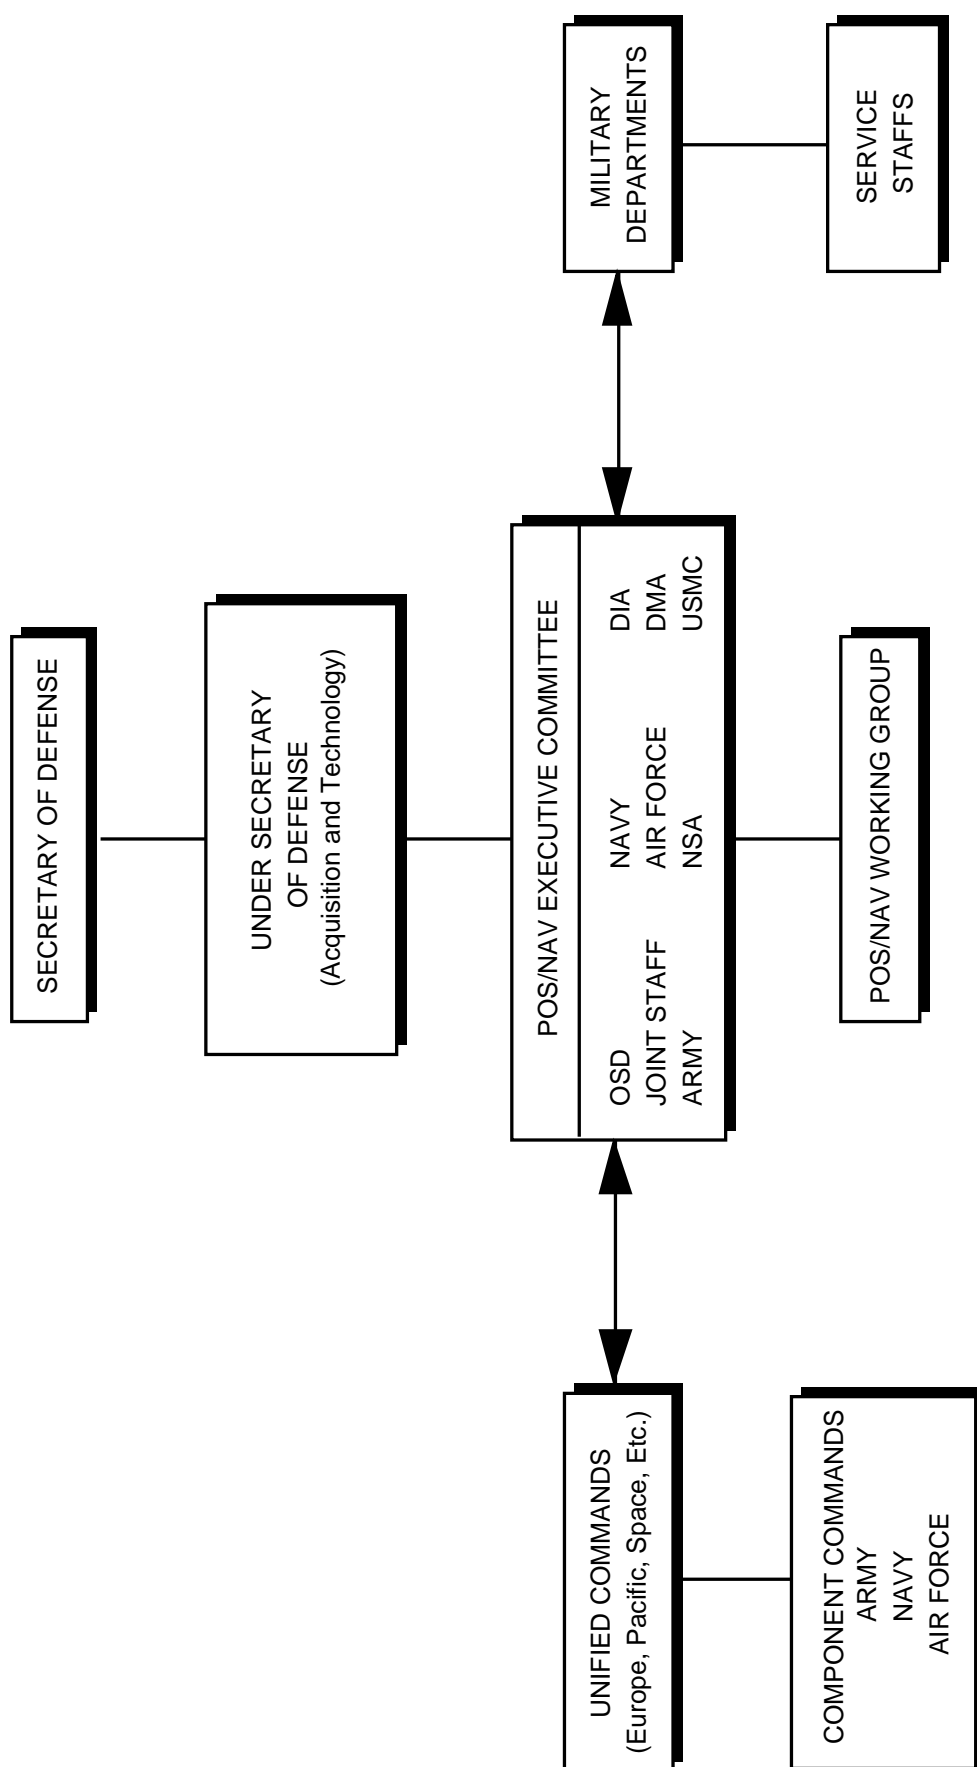 SECRETARY OF DEFENSE
UNDER SECRETARY
OF DEFENSE
(Acquisition and Technology)
UNIFIED COMMANDS
(Europe, Pacific, Space, Etc.)
POS/NAV EXECUTIVE COMMITTEE
OSD NAVY DIA
JOINT STAFF AIR FORCE DMA
ARMY NSA USMC
MILITARY
DEPARTMENTS
COMPONENT COMMANDS
ARMY
NAVY
AIR FORCE
POS/NAV WORKING GROUP
SERVICE
STAFFS